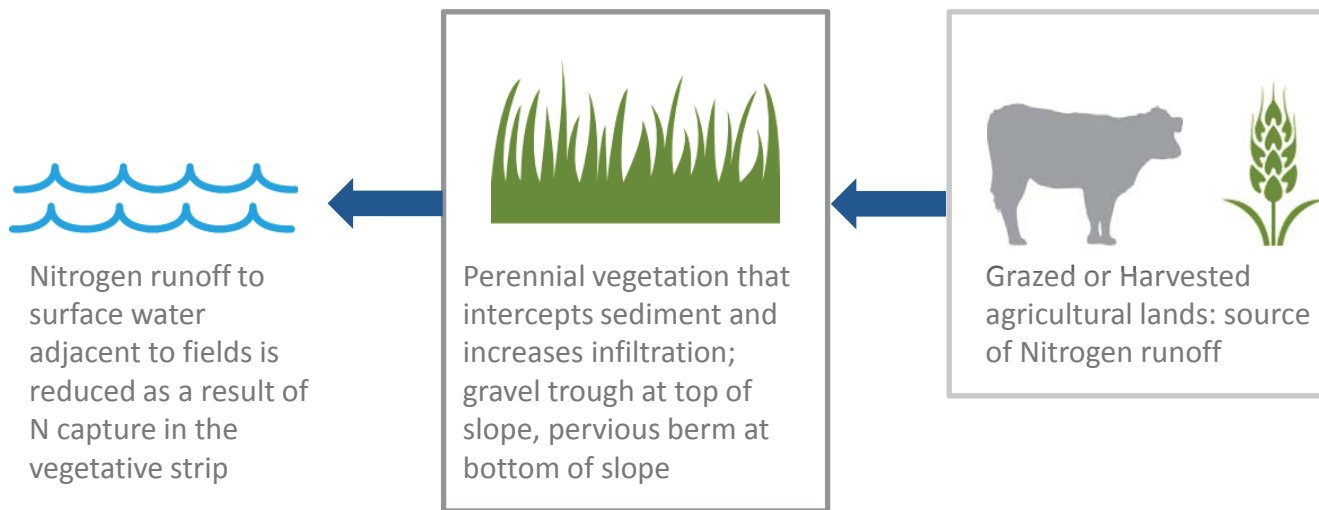 Nitrogen runoff to
surface water
adjacent to fields is
reduced as a result of
N capture in the
vegetative strip
Perennial vegetation that
intercepts sediment and
increases infiltration;
gravel trough at top of
slope, pervious berm at
bottom of slope
Grazed or Harvested
agricultural lands: source
of Nitrogen runoff